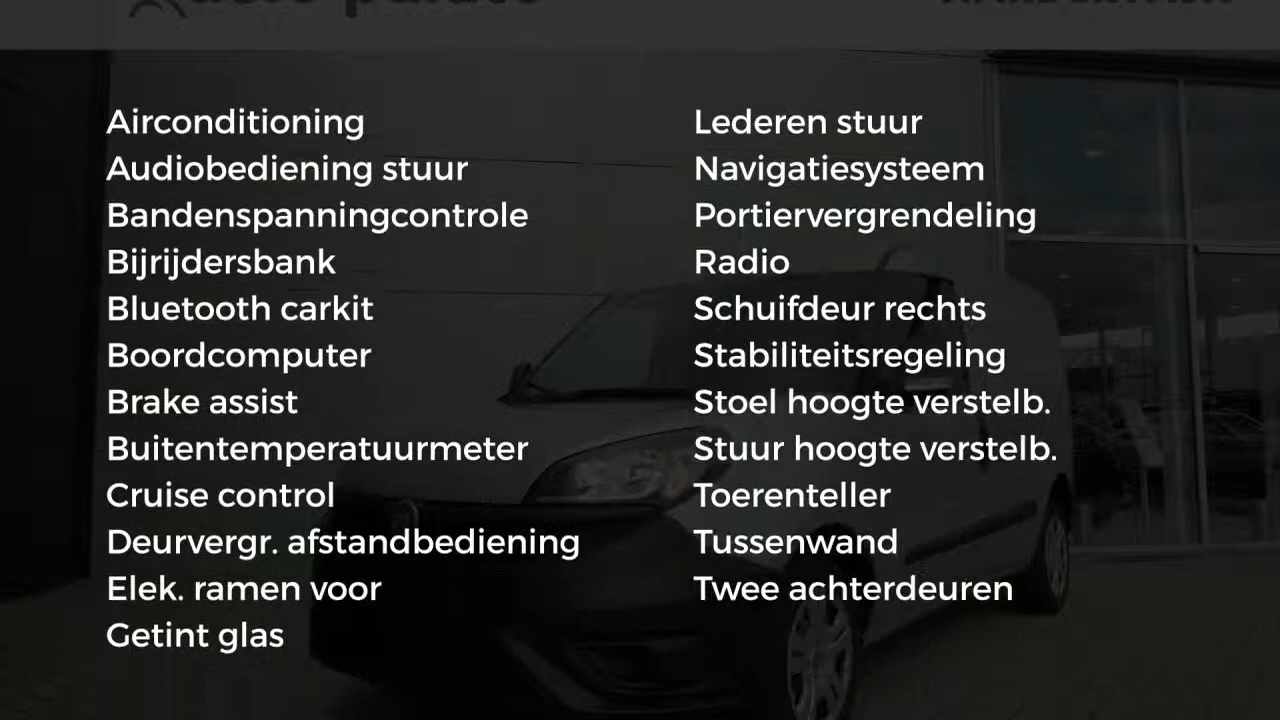 Airconditioning
Audiobediening stuur
Bandenspanningcontrole
Bijrijdersbank
Bluetooth carkit
Boordcomputer
Brake assist
Buitentemperatuurmeter
Cruise control
Deurvergr. afstandbediening
Elek. ramen voor
Getint glas
Lederen stuur
Navigatiesysteem
Portiervergrendeling
Radio
Schuifdeur rechts
Stabiliteitsregeling
Stoel hoogte verstelb.
Stuur hoogte verstelb.
Toerenteller
Tussenwand
Twee achterdeuren